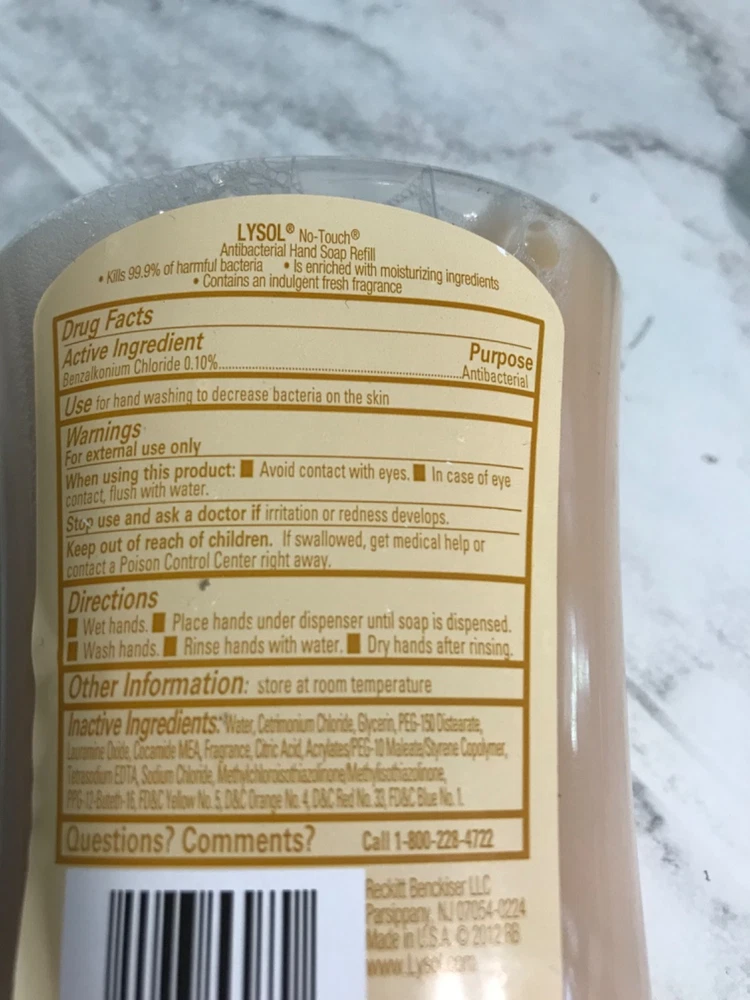 LYSOL® No-Touch®
Antibacterial Hand Soap Refill
• Kills 99.9% of harmful bacteria • Is enriched with moisturizing ingredients
• Contains an indulgent fresh fragrance
Drug Facts
Active Ingredient Purpose
Benzalkonium Chloride 0.10%............................................Antibacterial
Use for hand washing to decrease bacteria on the skin
Warnings
For external use only
When using this product: ■ Avoid contact with eyes. ■ In case of eye
contact, flush with water.
Stop use and ask a doctor if irritation or redness develops.
Keep out of reach of children. If swallowed, get medical help or
contact a Poison Control Center right away.
Directions
■ Wet hands. ■ Place hands under dispenser until soap is dispensed.
■ Wash hands. ■ Rinse hands with water. ■ Dry hands after rinsing.
Other Information: store at room temperature
Inactive Ingredients: Water, Cetrimonium Chloride, Glycerin, PEG-150 Distearate,
Lauramine Oxide, Cocamide MEA, Fragrance, Citric Acid, Acrylates/PEG-10 Maleate/Styrene Copolymer,
Tetrasodium EDTA, Sodium Chloride, Methylchloroisothiazolinone/Methylisothiazolinone,
PPG-12-Buteth-16, FD&C Yellow No. 5, D&C Orange No. 4, D&C Red No. 33, FD&C Blue No. 1.
Questions? Comments? Call 1-800-228-4722
Reckitt Benckiser LLC
Parsippany, NJ 07054-0224
Made in U.S.A. © 2012 RB
www.Lysol.com